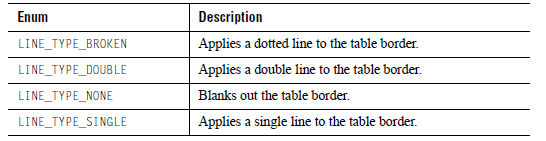 Enum Description
LINE_TYPE_BROKEN Applies a dotted line to the table border.
LINE_TYPE_DOUBLE Applies a double line to the table border.
LINE_TYPE_NONE Blanks out the table border.
LINE_TYPE_SINGLE Applies a single line to the table border.